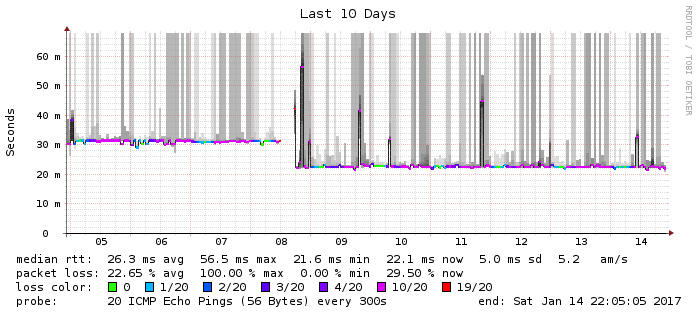 Last 10 Days
RRDTOOL / TOBI OETIKER
Seconds
60 m
50 m
40 m
30 m
20 m
10 m
0
05 06 07 08 09 10 11 12 13 14
median rtt: 26.3 ms avg 56.5 ms max 21.6 ms min 22.1 ms now 5.0 ms sd 5.2 am/s
packet loss: 22.65 % avg 100.00 % max 0.00 % min 29.50 % now
loss color: 0 1/20 2/20 3/20 4/20 10/20 19/20
probe: 20 ICMP Echo Pings (56 Bytes) every 300s end: Sat Jan 14 22:05:05 2017